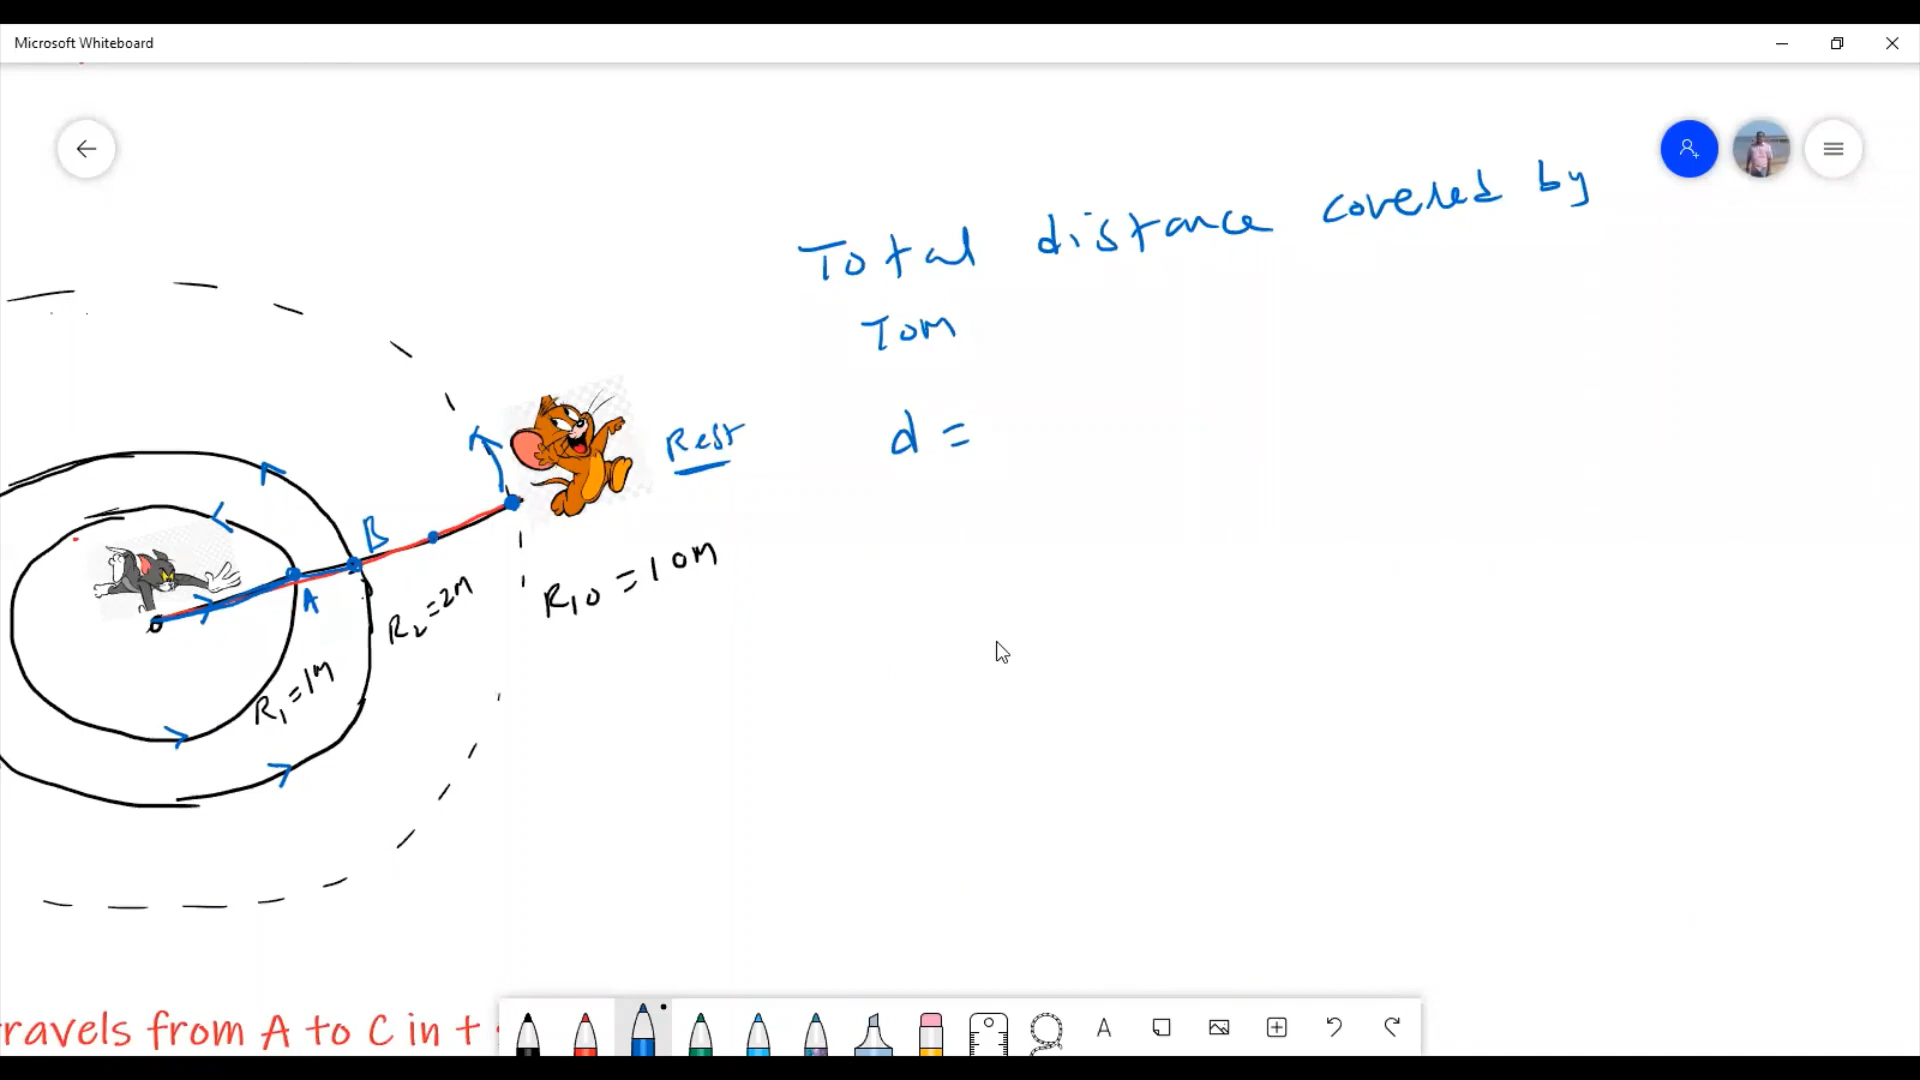 Microsoft Whiteboard
Total distance covered by
Tom
d =
Rest
B
A
R₁₀ = 10M
R₂ = 2M
R₁ = 1M
ravels from A to C in t
A